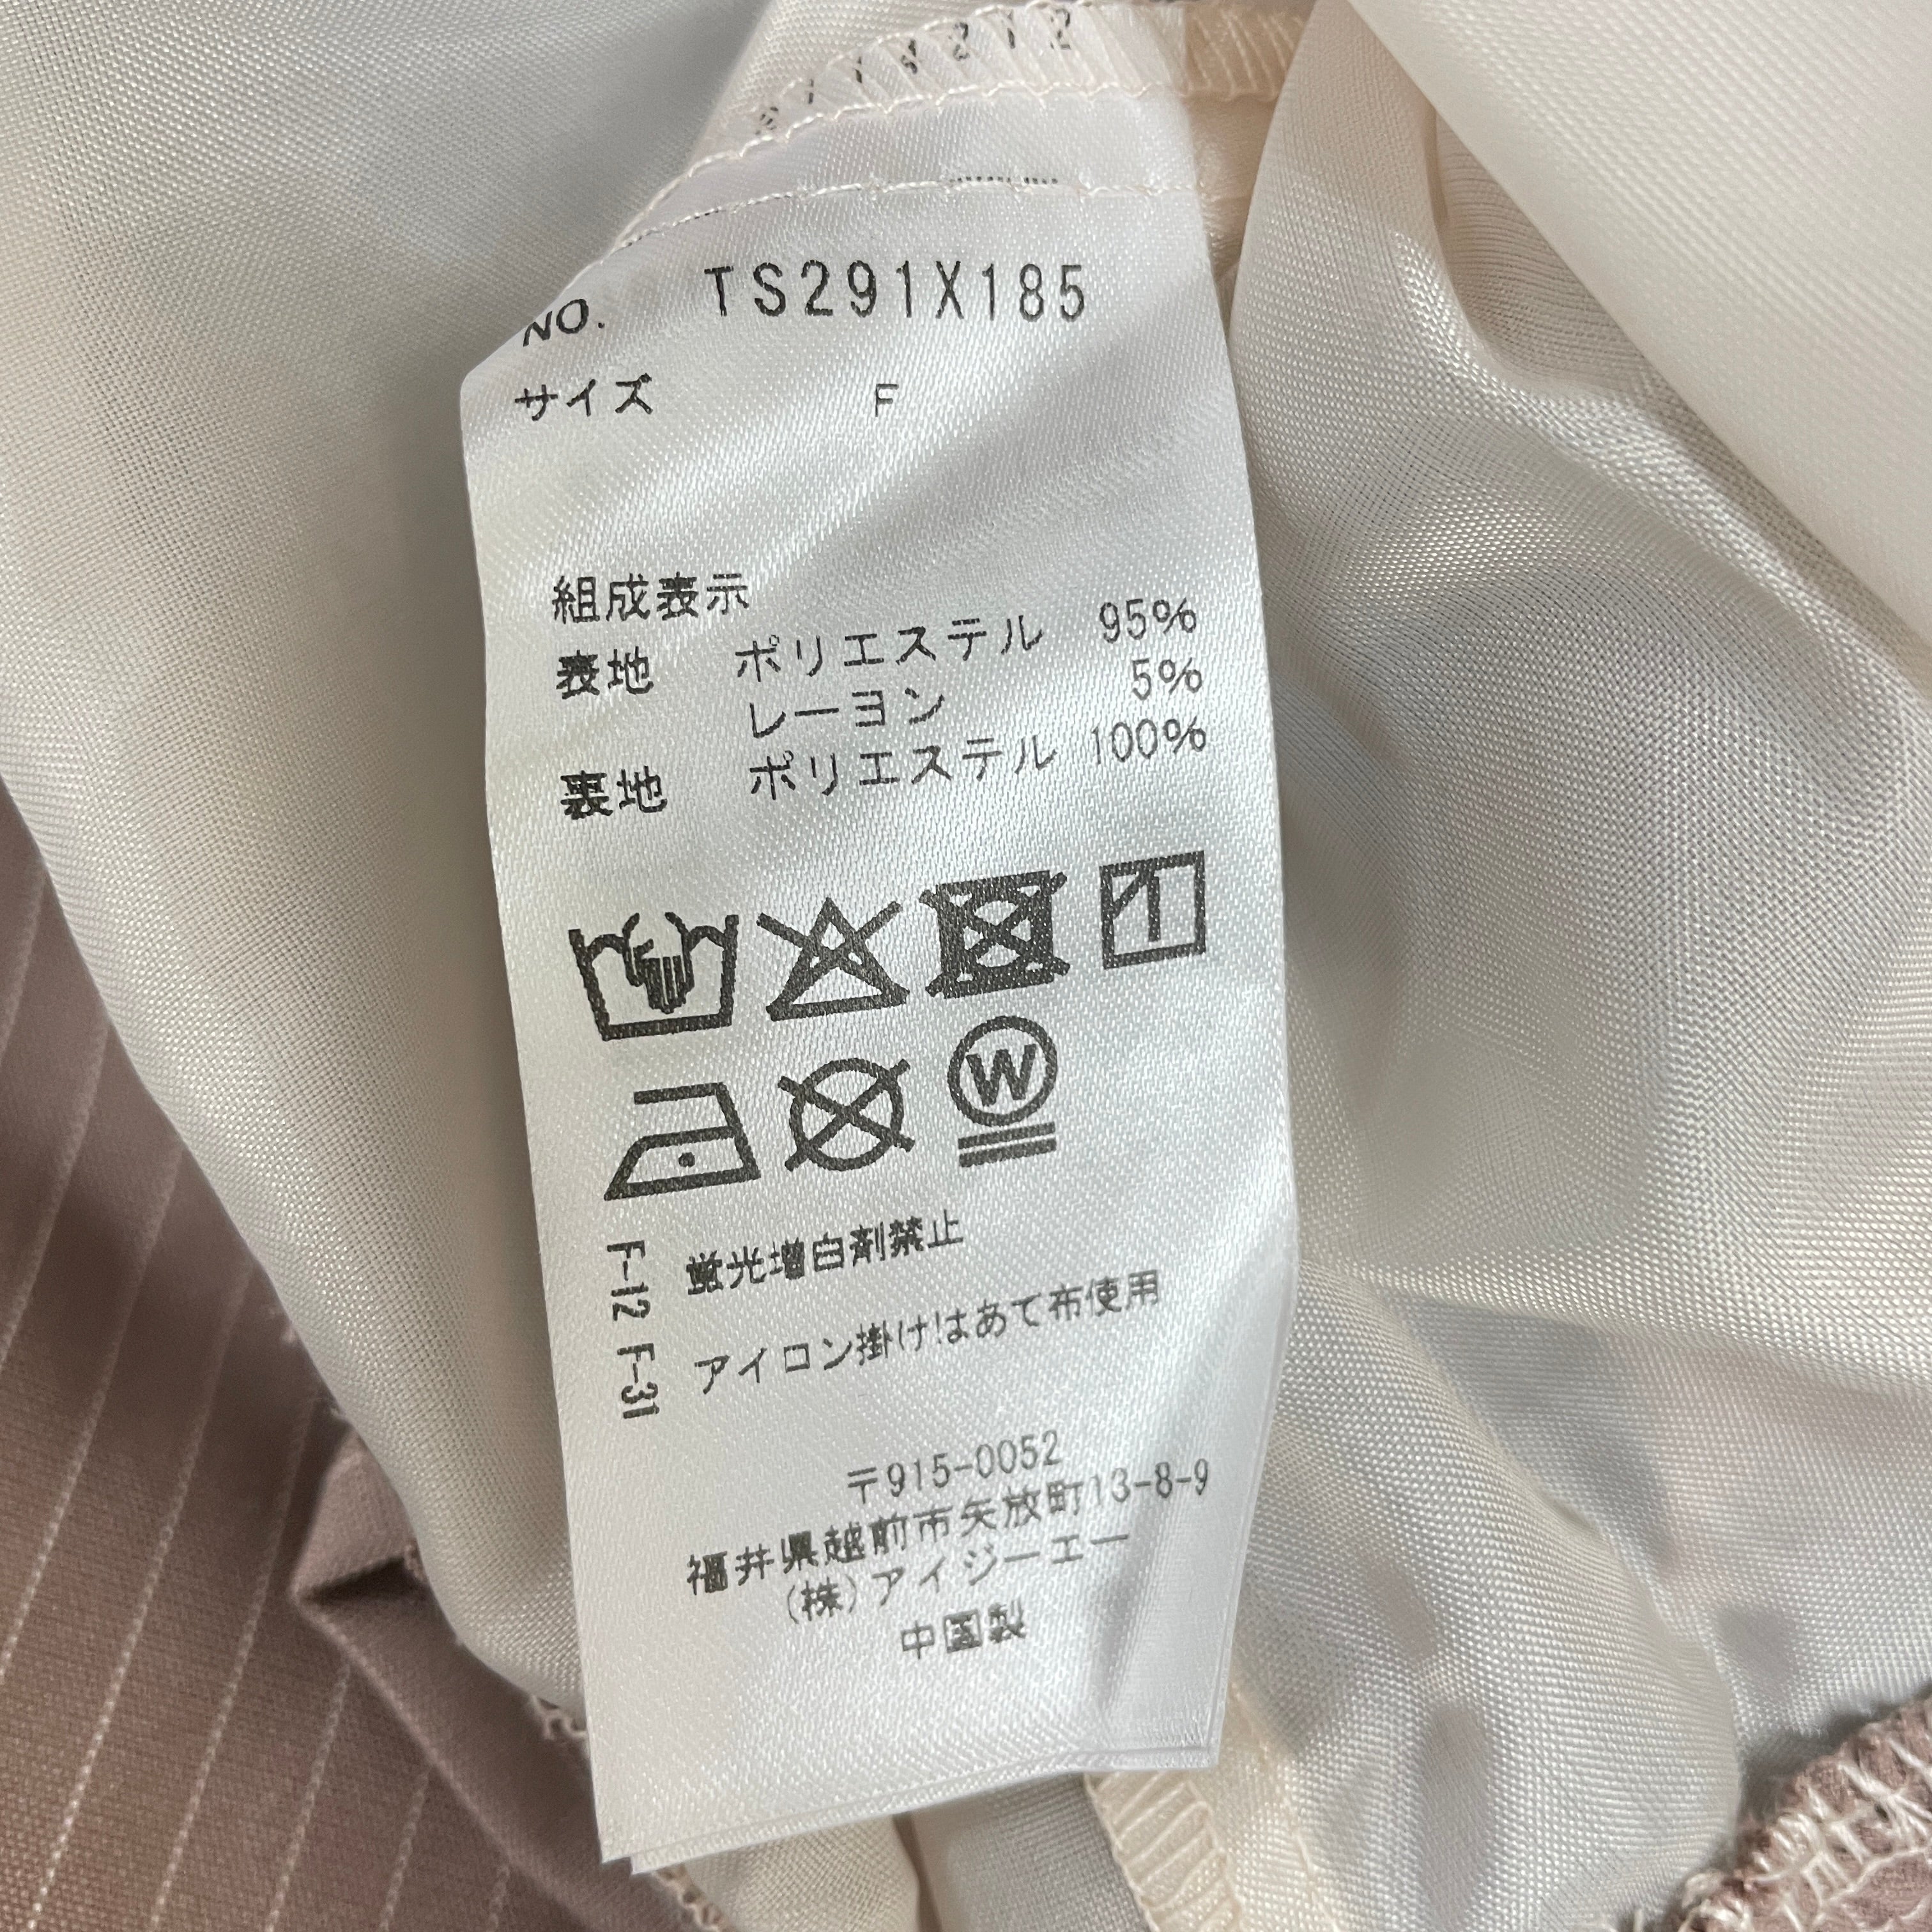 NO. TS291X185
サイズ F
組成表示
表地 ポリエステル 95%
レーヨン 5%
裏地 ポリエステル 100%
W
F-12 蛍光増白剤禁止
F-31 アイロン掛けはあて布使用
〒915-0052
福井県越前市矢放町13-8-9
(株)アイジーエー
中国製